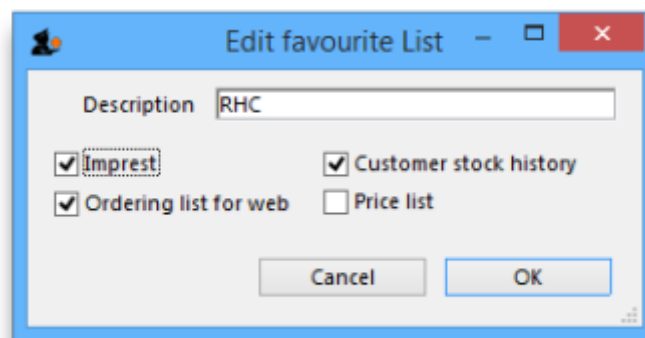 Edit favourite List
Description RHC
Imprest Customer stock history
Ordering list for web Price list
Cancel OK